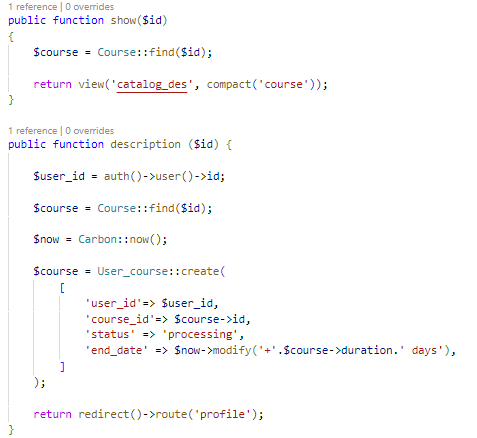 1 reference | 0 overrides
public function show($id)
{
$course = Course::find($id);
return view('catalog_des', compact('course'));
}
1 reference | 0 overrides
public function description ($id) {
$user_id = auth()->user()->id;
$course = Course::find($id);
$now = Carbon::now();
$course = User_course::create(
[
'user_id'=> $user_id,
'course_id'=> $course->id,
'status' => 'processing',
'end_date' => $now->modify('+'.$course->duration.' days'),
]
);
return redirect()->route('profile');
}